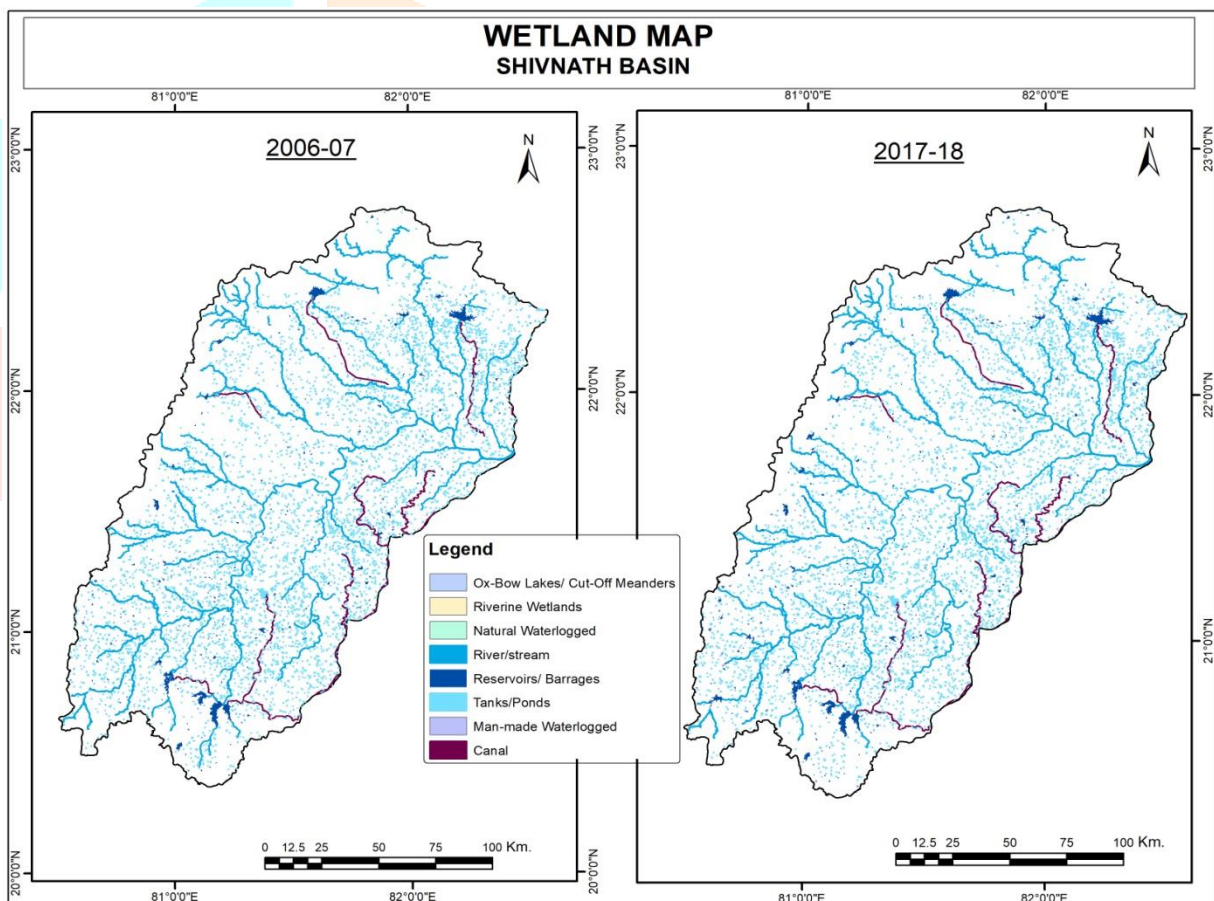 WETLAND MAP
SHIVNATH BASIN
81°0'0"E 82°0'0"E 81°0'0"E 82°0'0"E
2006-07
N
2017-18
N
23°0'0"N 23°0'0"N 23°0'0"N 23°0'0"N
22°0'0"N 22°0'0"N 22°0'0"N 22°0'0"N
21°0'0"N 21°0'0"N 21°0'0"N 21°0'0"N
20°0'0"N 20°0'0"N 20°0'0"N
Legend
Ox-Bow Lakes/ Cut-Off Meanders
Riverine Wetlands
Natural Waterlogged
River/stream
Reservoirs/ Barrages
Tanks/Ponds
Man-made Waterlogged
Canal
0 12.5 25 50 75 100 Km.
0 12.5 25 50 75 100 Km.
81°0'0"E 82°0'0"E 81°0'0"E 82°0'0"E